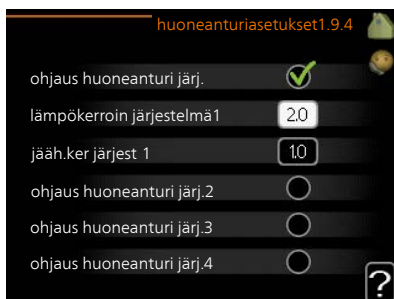 huoneanturiasetukset1.9.4
ohjaus huoneanturi järj.
lämpökerroin järjestelmä1 2.0
jääh.ker järjest 1 1.0
ohjaus huoneanturi järj.2
ohjaus huoneanturi järj.3
ohjaus huoneanturi järj.4
?